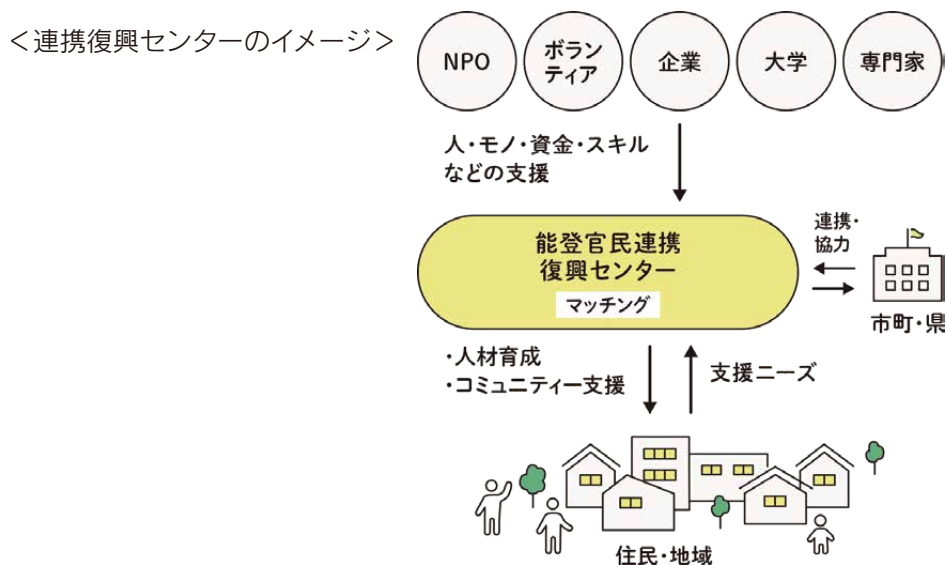 <連携復興センターのイメージ>
NPO
ボラン
ティア
企業
大学
専門家
人・モノ・資金・スキル
などの支援
能登官民連携
復興センター
マッチング
連携・
協力
市町・県
・人材育成
・コミュニティー支援
支援ニーズ
住民・地域